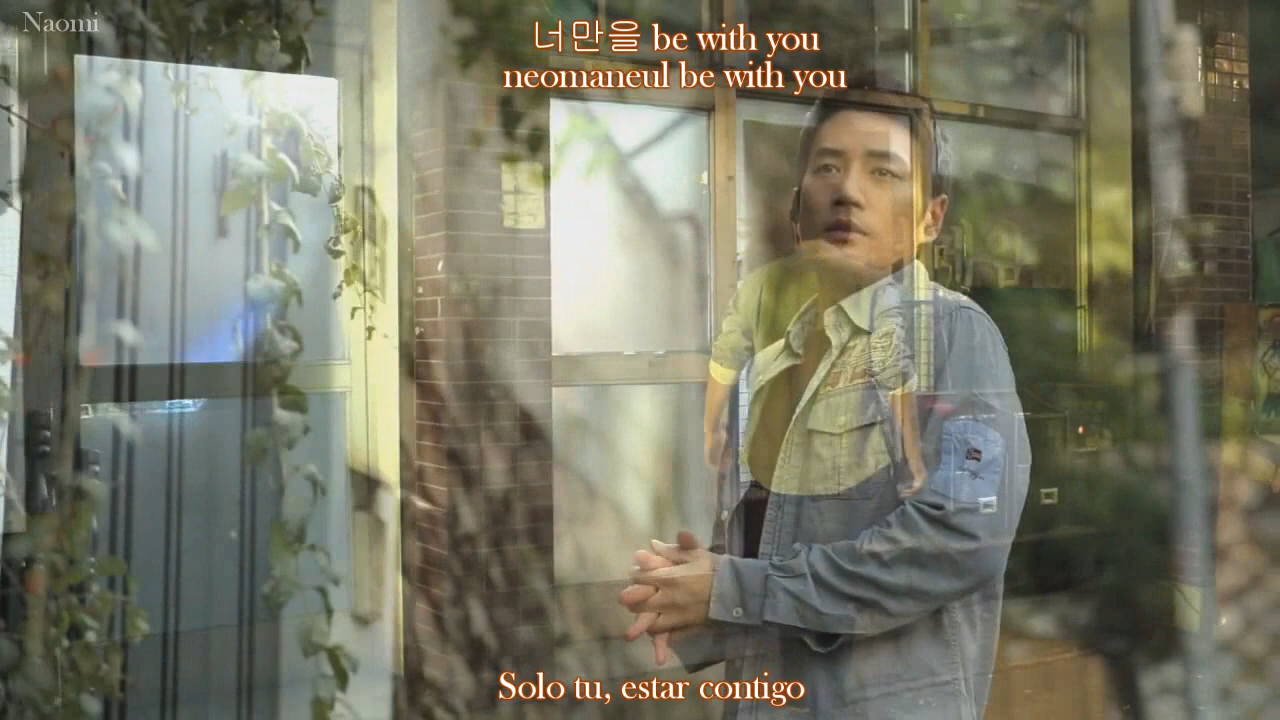 Naomi
너만을 be with you
neomaneul be with you
Solo tu, estar contigo